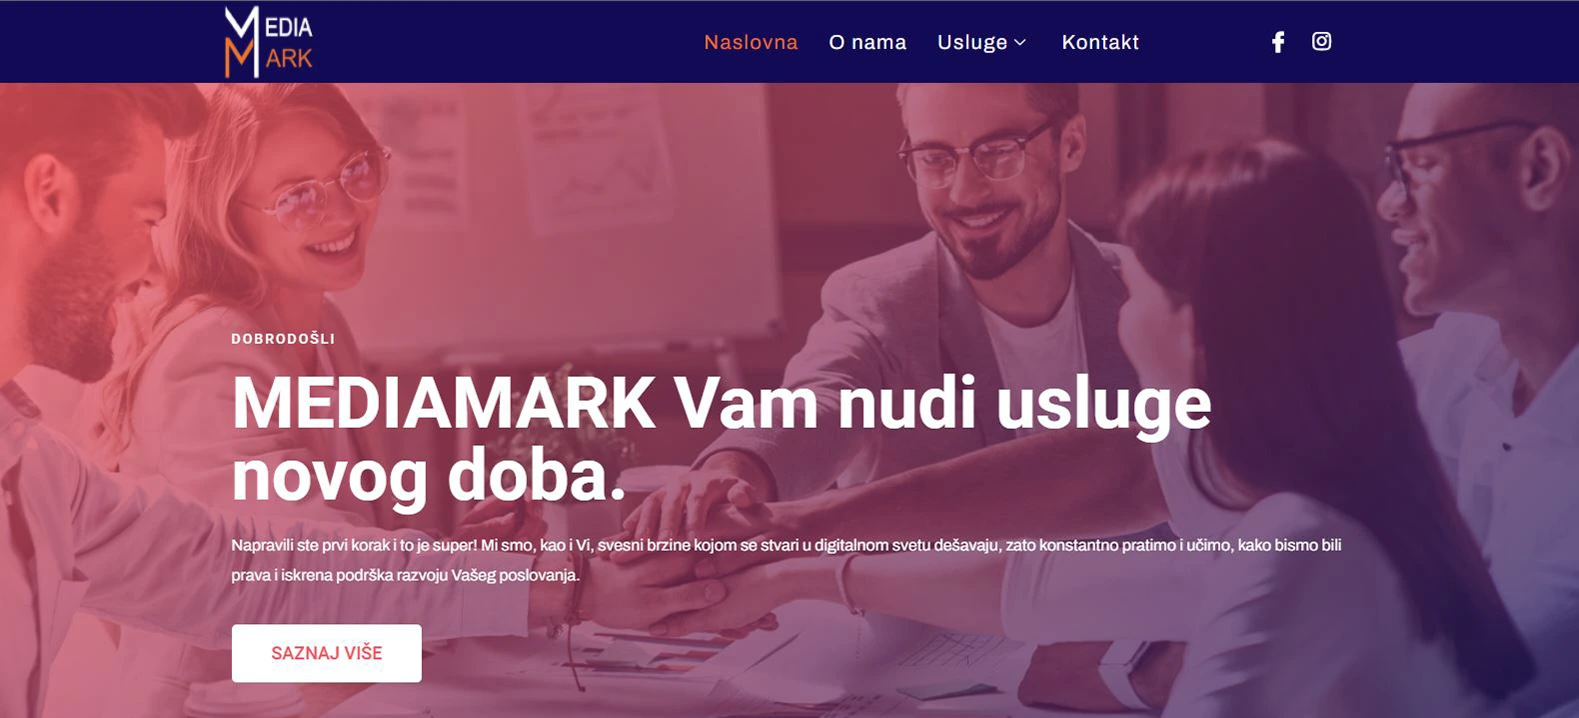 MEDIA
MARK
Naslovna
O nama
Usluge
Kontakt
DOBRODOŠLI
MEDIAMARK Vam nudi usluge
novog doba.
Napravili ste prvi korak i to je super! Mi smo, kao i Vi, svesni brzine kojom se stvari u digitalnom svetu dešavaju, zato konstantno pratimo i učimo, kako bismo bili
prava i iskrena podrška razvoju Vašeg poslovanja.
SAZNAJ VIŠE